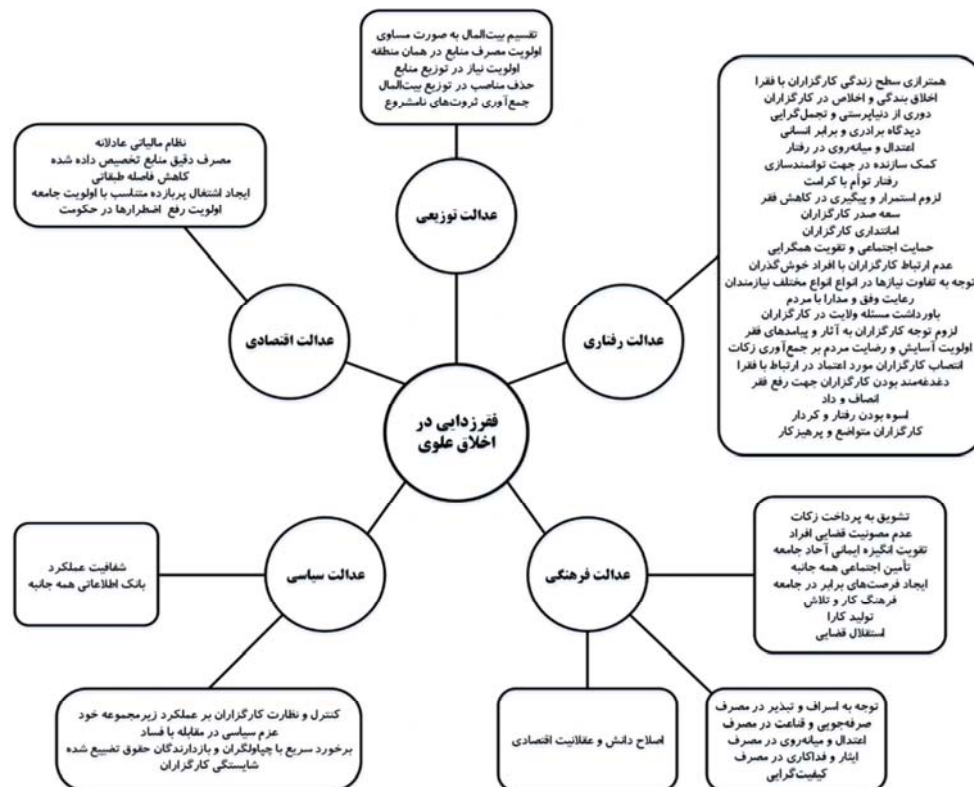 تقسیم بیت‌المال به صورت مساوی
اولویت مصرف منابع در همان منطقه
اولویت نیاز در توزیع منابع
حذف مناصب در توزیع بیت‌المال
جمع‌آوری ثروت‌های نامشروع
همترازی سطح زندگی کارگزاران با فقرا
اخلاق بندگی و اخلاص در کارگزاران
دوری از دنیاپرستی و تجمل‌گرایی
دیدگاه برادری و برابر انسانی
اعتدال و میانه‌روی در رفتار
کمک سازنده در جهت توانمندسازی
رفتار توأم با کرامت
لزوم استمرار و پیگیری در کاهش فقر
سعه صدر کارگزاران
امانتداری کارگزاران
حمایت اجتماعی و تقویت همگرایی
عدم ارتباط کارگزاران با افراد خوش‌گذران
توجه به تفاوت نیازها در انواع انواع مختلف نیازمندان
رعایت وفق و مدارا با مردم
باورداشت مسئله ولایت در کارگزاران
لزوم توجه کارگزاران به آثار و پیامدهای فقر
اولویت آسایش و رضایت مردم بر جمع‌آوری زکات
انتصاب کارگزاران مورد اعتماد در ارتباط با فقرا
دغدغه‌مند بودن کارگزاران جهت رفع فقر
انصاف و داد
اسوه بودن رفتار و کردار
کارگزاران متواضع و پرهیزکار
نظام مالیاتی عادلانه
مصرف دقیق منابع تخصیص داده شده
کاهش فاصله طبقاتی
ایجاد اشتغال پربازده متناسب با اولویت جامعه
اولویت رفع اضطرارها در حکومت
عدالت توزیعی
عدالت رفتاری
عدالت اقتصادی
فقرزدایی در
اخلاق علوی
عدالت فرهنگی
عدالت سیاسی
تشویق به پرداخت زکات
عدم مصونیت قضایی افراد
تقویت انگیزه ایمانی آحاد جامعه
تأمین اجتماعی همه جانبه
ایجاد فرصت‌های برابر در جامعه
فرهنگ کار و تلاش
تولید کارا
استقلال قضایی
شفافیت عملکرد
بانک اطلاعاتی همه جانبه
توجه به اسراف و تبذیر در مصرف
صرفه‌جویی و قناعت در مصرف
اعتدال و میانه‌روی در مصرف
ایثار و فداکاری در مصرف
کیفیت‌گرایی
اصلاح دانش و عقلانیت اقتصادی
کنترل و نظارت کارگزاران بر عملکرد زیرمجموعه خود
عزم سیاسی در مقابله با فساد
برخورد سریع با چپاولگران و بازدارندگان حقوق تضییع شده
شایستگی کارگزاران